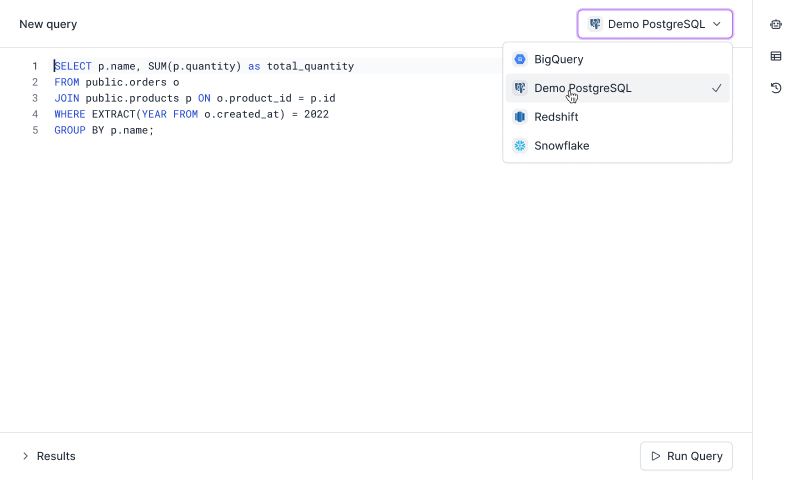 New query
Demo PostgreSQL
BigQuery
Demo PostgreSQL
Redshift
Snowflake
1 SELECT p.name, SUM(p.quantity) as total_quantity
2 FROM public.orders o
3 JOIN public.products p ON o.product_id = p.id
4 WHERE EXTRACT(YEAR FROM o.created_at) = 2022
5 GROUP BY p.name;
Results
Run Query